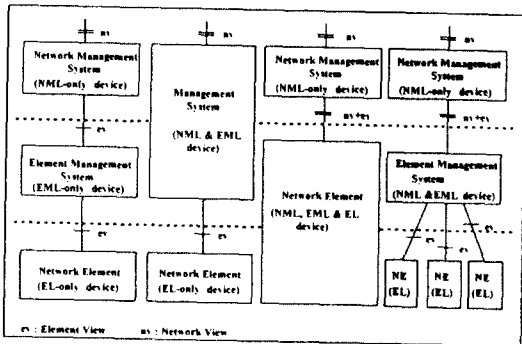 nv
nv
nv
nv
Network Management
System
(NML-only device)
Management
System
(NML & EML
device)
Network Management
System
(NML-only device)
Network Management
System
(NML-only device)
nv+ev
nv+ev
ev
Element Management
System
(EML-only device)
Network Element
(NML, EML & EL
device)
Element Management
System
(NML &EML device)
ev
ev
ev
ev
ev
Network Element
(EL-only device)
Network Element
(EL-only device)
NE
(EL)
NE
(EL)
NE
(EL)
ev : Element View
nv : Network View